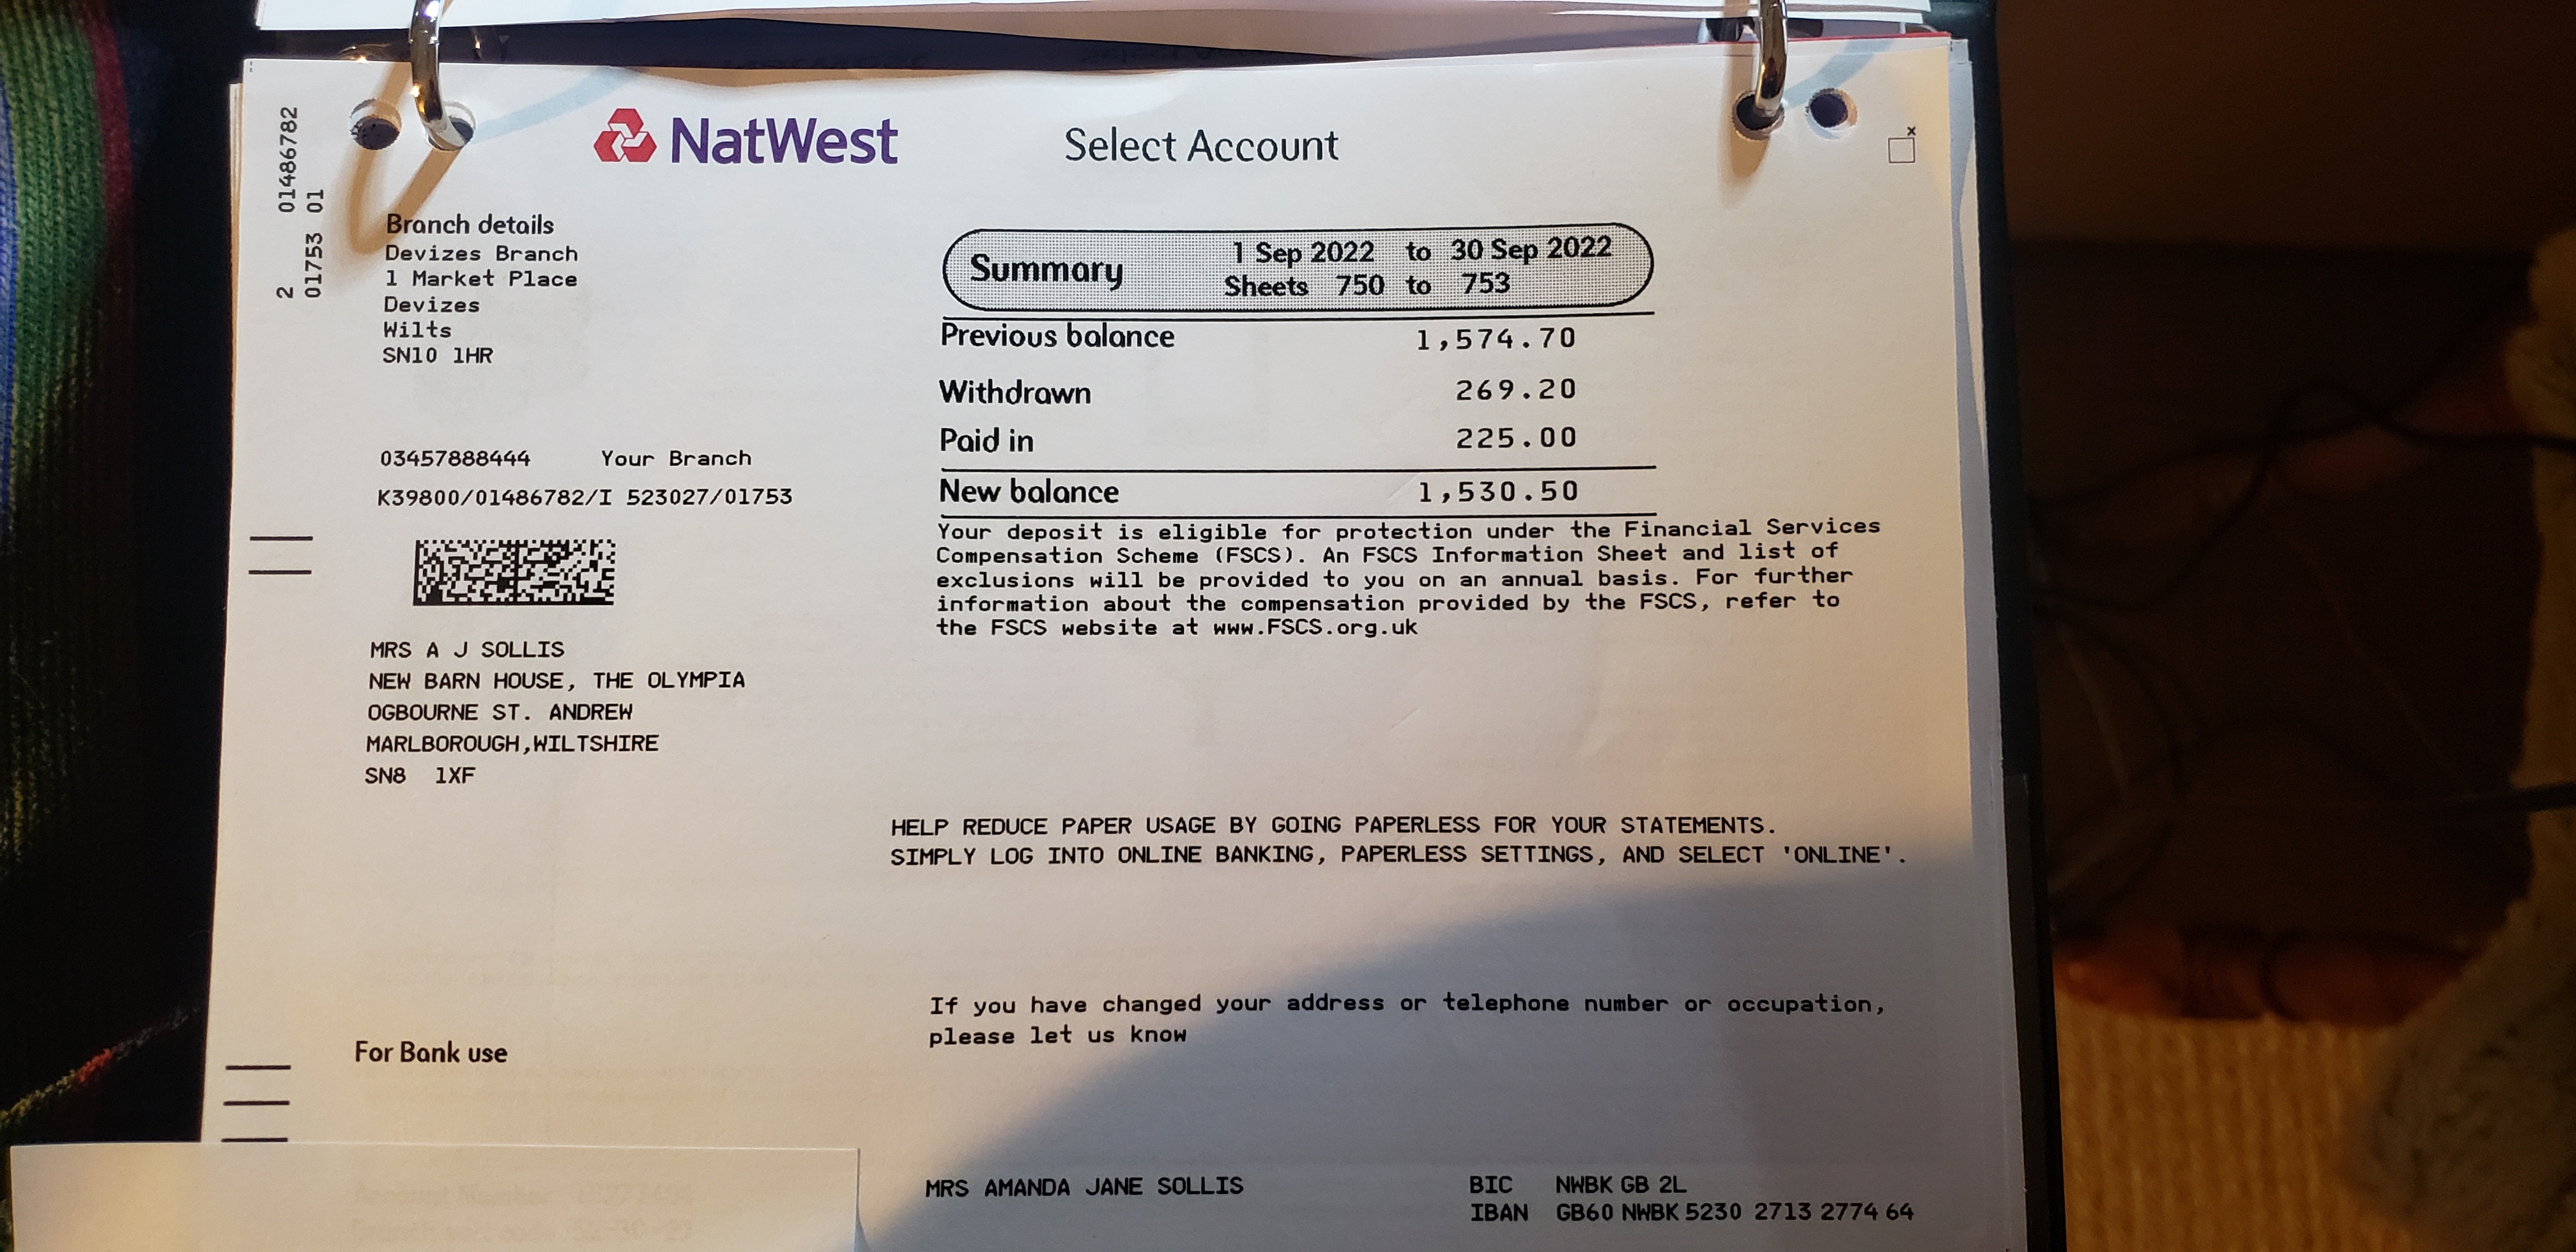 2 01486782
01753 01
NatWest
Select Account
x
Branch details
Devizes Branch
1 Market Place
Devizes
Wilts
SN10 1HR
Summary
1 Sep 2022 to 30 Sep 2022
Sheets 750 to 753
Previous balance 1,574.70
Withdrawn 269.20
Paid in 225.00
New balance 1,530.50
03457888444 Your Branch
K39800/01486782/I 523027/01753
Your deposit is eligible for protection under the Financial Services
Compensation Scheme (FSCS). An FSCS Information Sheet and list of
exclusions will be provided to you on an annual basis. For further
information about the compensation provided by the FSCS, refer to
the FSCS website at www.FSCS.org.uk
MRS A J SOLLIS
NEW BARN HOUSE, THE OLYMPIA
OGBOURNE ST. ANDREW
MARLBOROUGH,WILTSHIRE
SN8 1XF
HELP REDUCE PAPER USAGE BY GOING PAPERLESS FOR YOUR STATEMENTS.
SIMPLY LOG INTO ONLINE BANKING, PAPERLESS SETTINGS, AND SELECT 'ONLINE'.
If you have changed your address or telephone number or occupation,
please let us know
For Bank use
MRS AMANDA JANE SOLLIS
BIC NWBK GB 2L
IBAN GB60 NWBK 5230 2713 2774 64